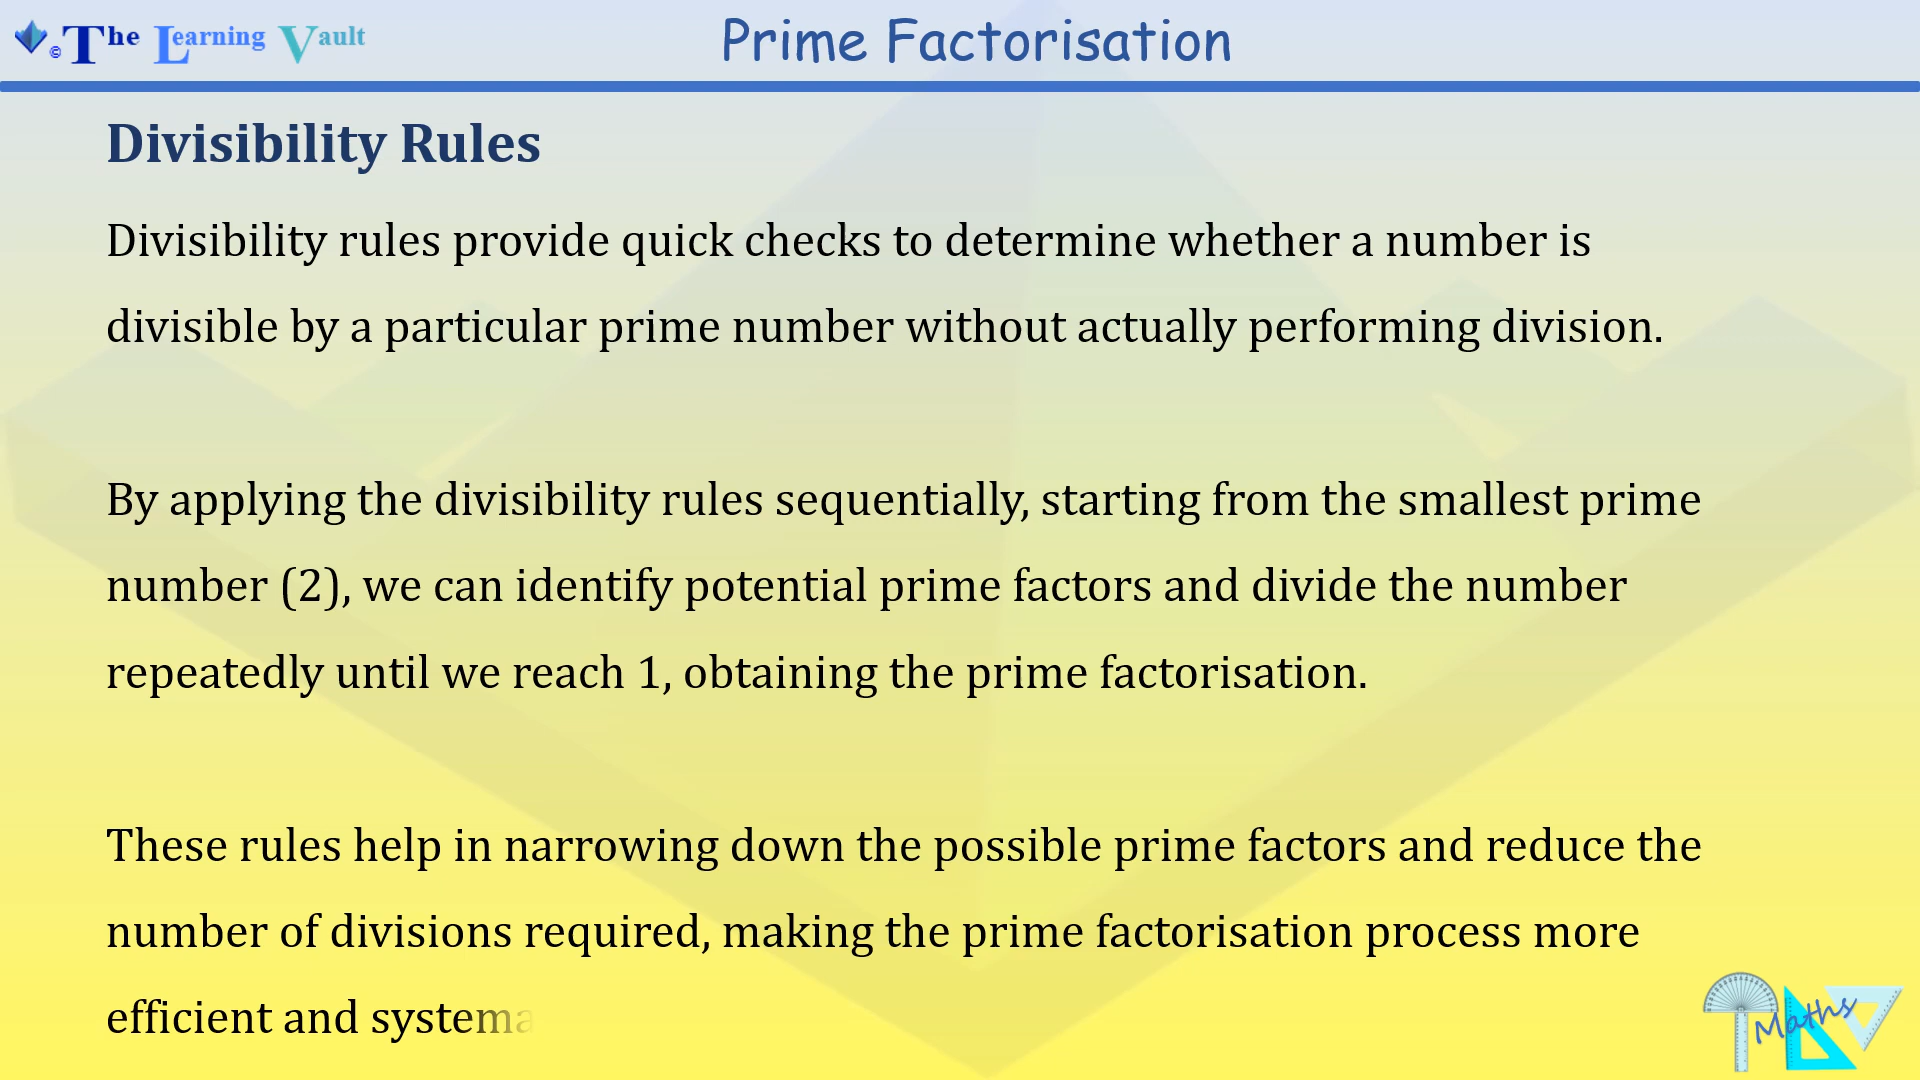 © The Learning Vault
Prime Factorisation
Divisibility Rules
Divisibility rules provide quick checks to determine whether a number is
divisible by a particular prime number without actually performing division.
By applying the divisibility rules sequentially, starting from the smallest prime
number (2), we can identify potential prime factors and divide the number
repeatedly until we reach 1, obtaining the prime factorisation.
These rules help in narrowing down the possible prime factors and reduce the
number of divisions required, making the prime factorisation process more
efficient and systema
Maths